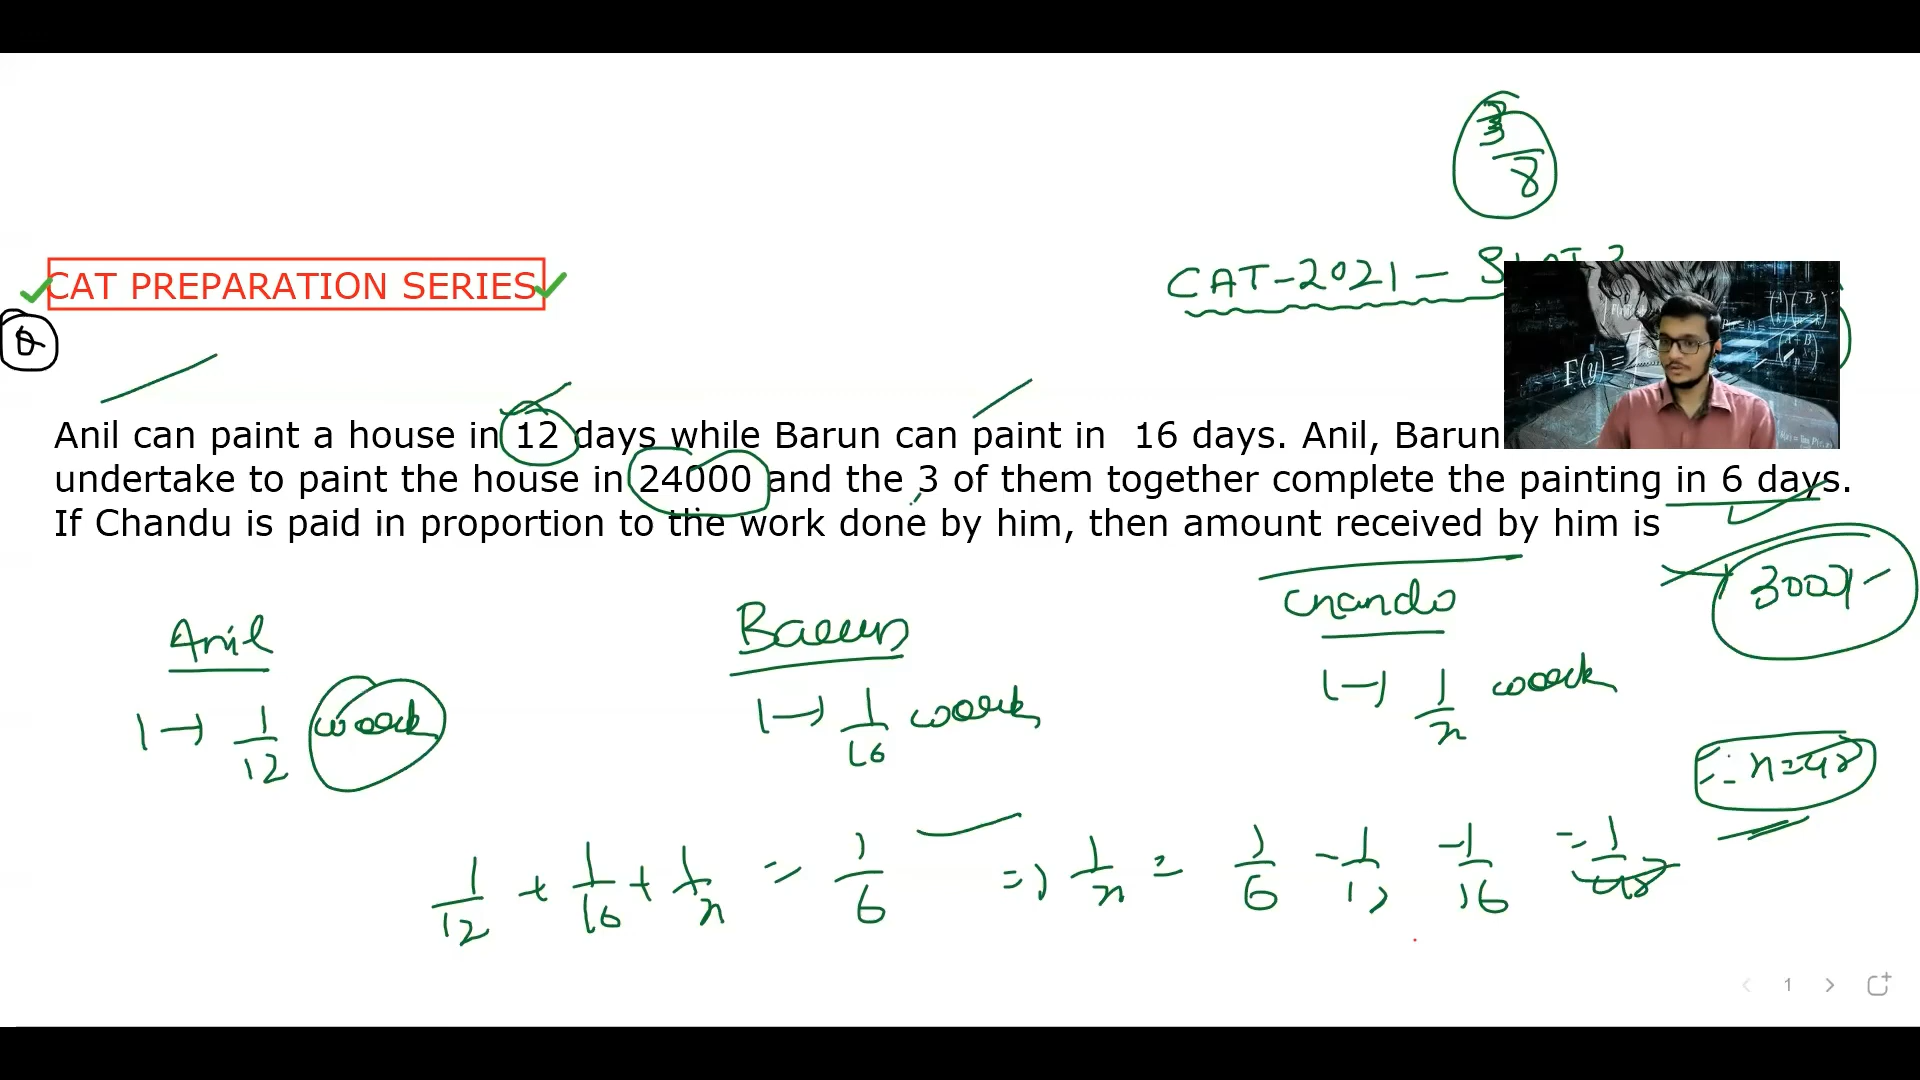 3/8
CAT PREPARATION SERIES
CAT-2021 - SLOT
Q
Anil can paint a house in 12 days while Barun can paint in 16 days. Anil, Barun
undertake to paint the house in 24000 and the 3 of them together complete the painting in 6 days.
If Chandu is paid in proportion to the work done by him, then amount received by him is
3000/-
Anil
Barun
Chando
1 → 1/12 work
1 → 1/16 work
1 → 1/n work
∴ n=48
1/12 + 1/16 + 1/n = 1/6 => 1/n = 1/6 - 1/12 - 1/16 = 1/48
F(y) =
1